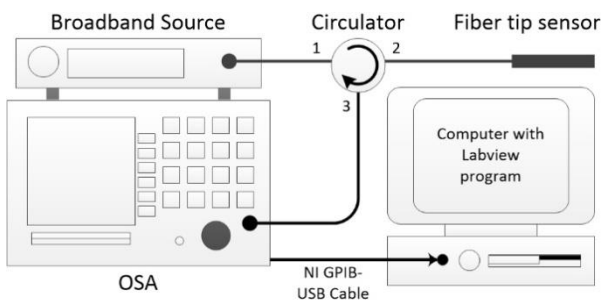 Broadband Source
Circulator
Fiber tip sensor
1
2
3
Computer with
Labview
program
OSA
NI GPIB-
USB Cable